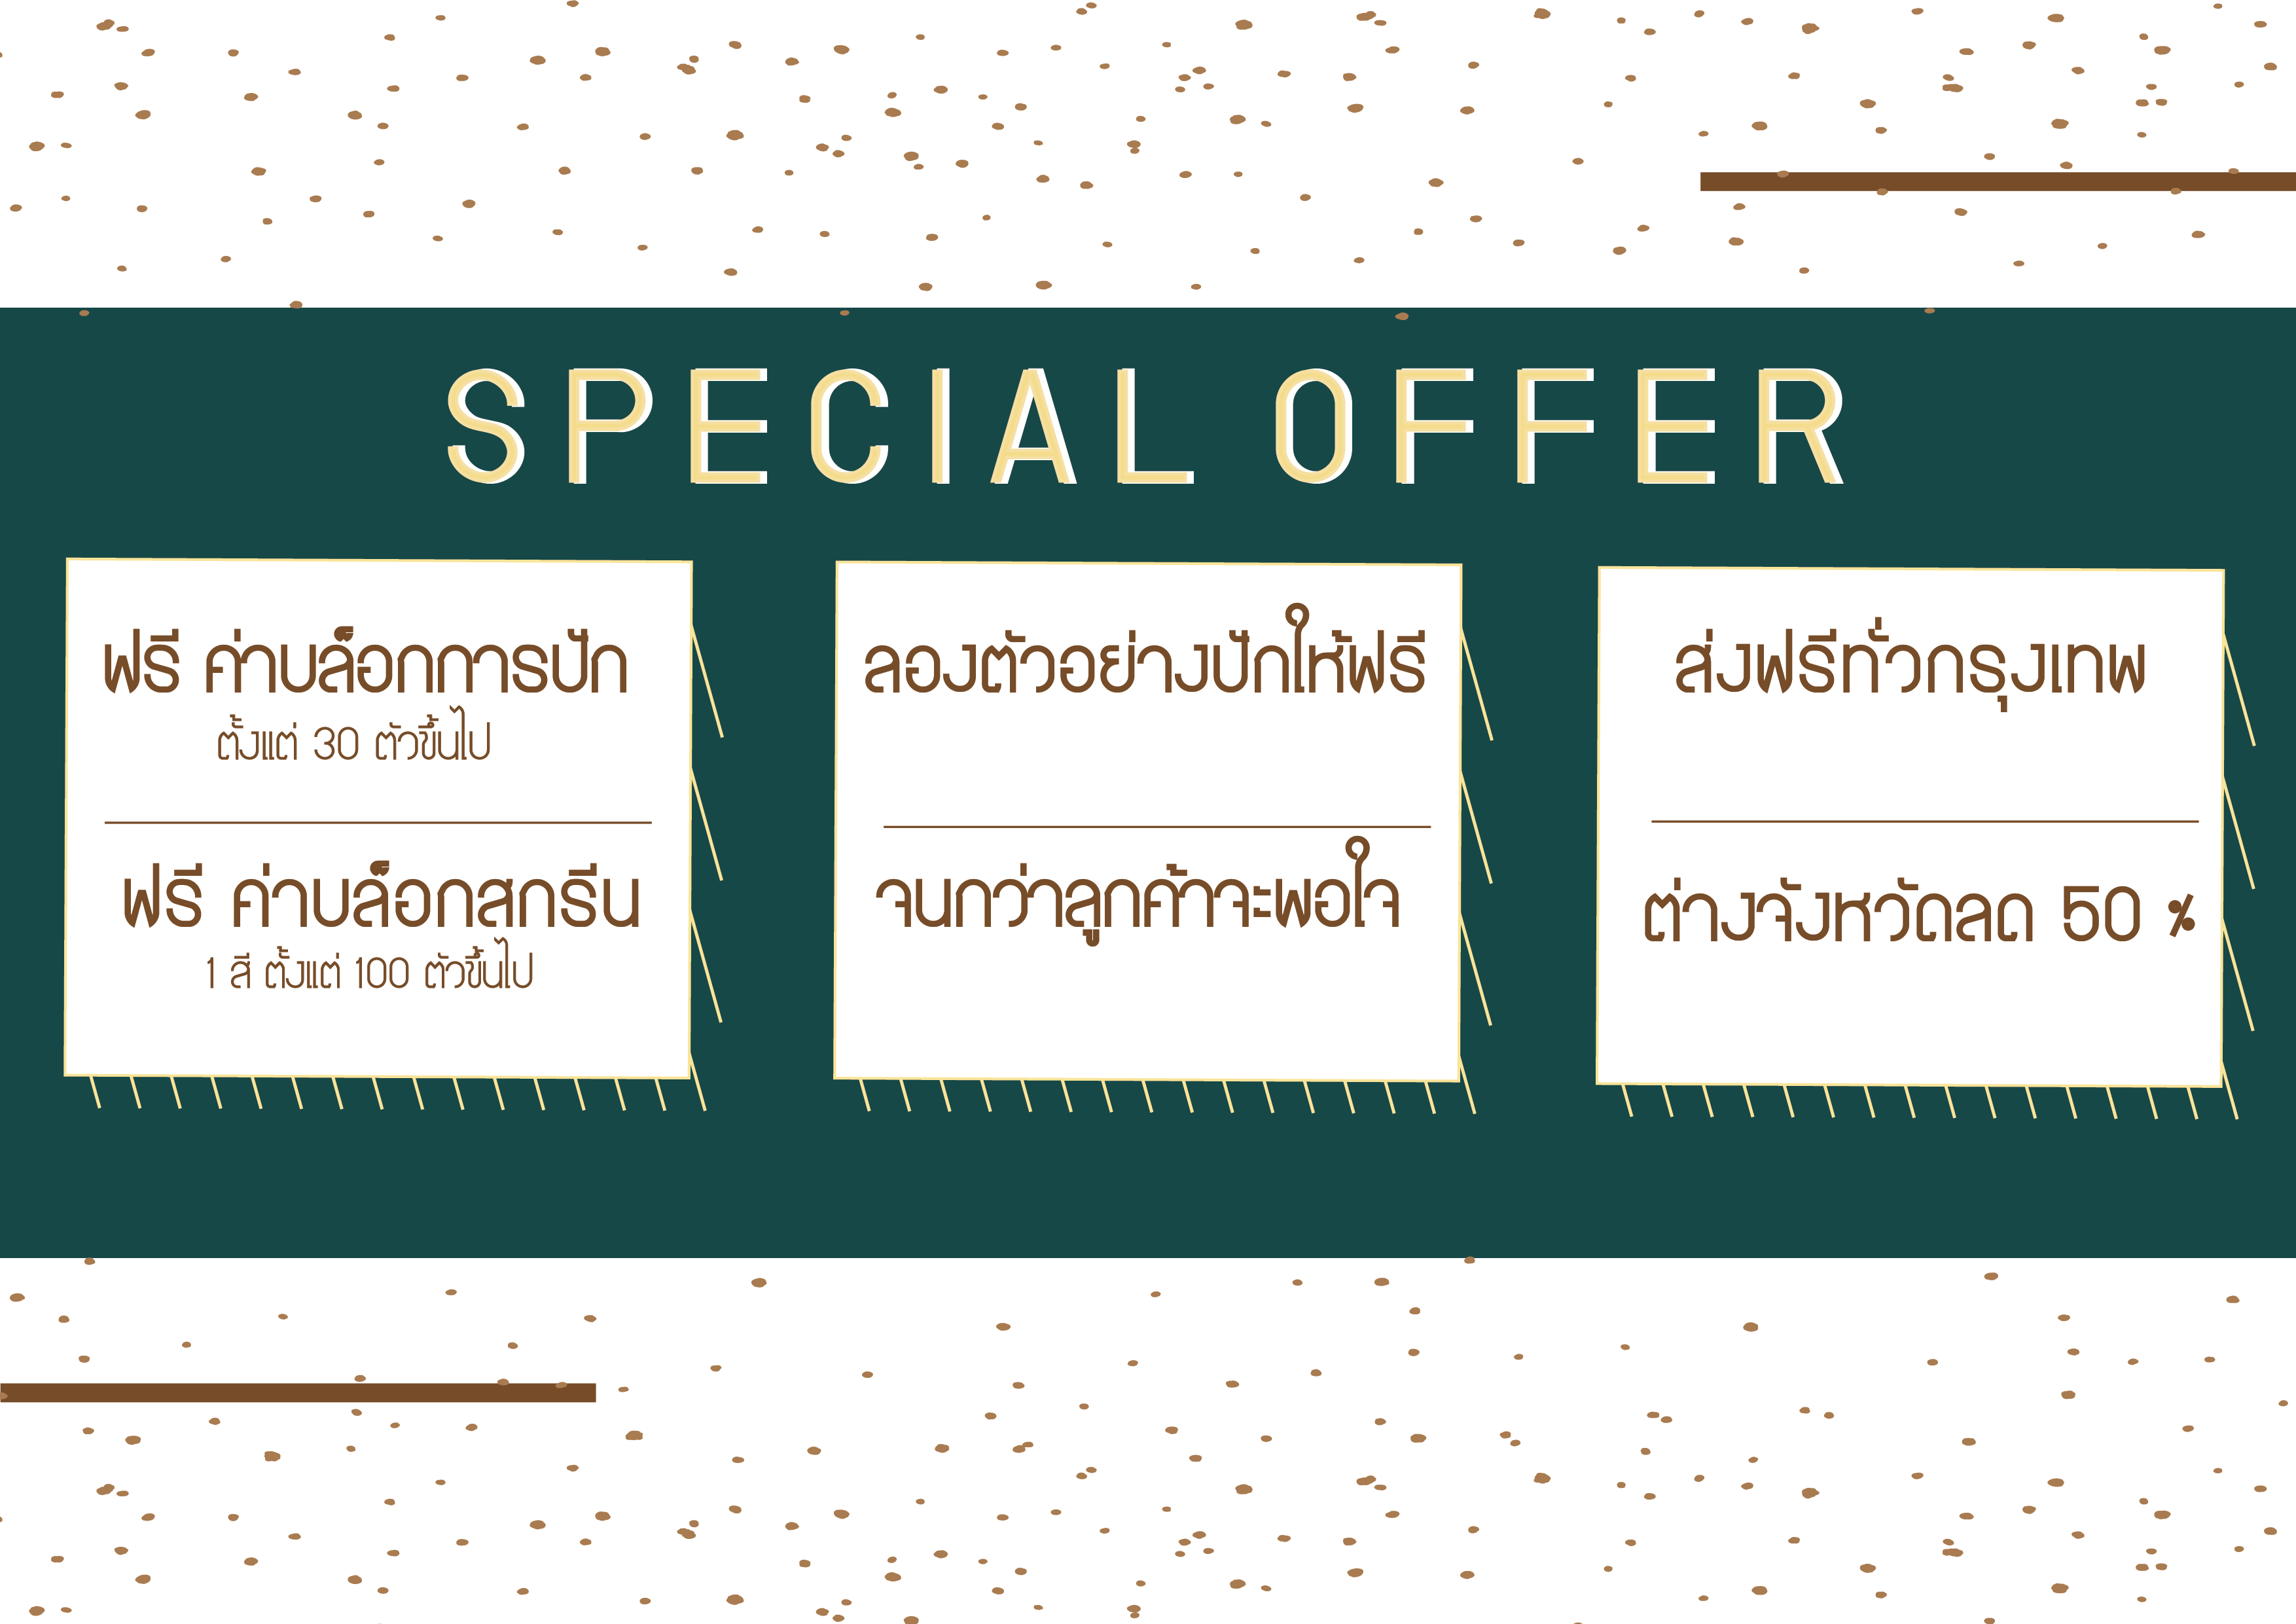 SPECIAL OFFER
ฟรี ค่าบล๊อกการปัก
ตั้งแต่ 30 ตัวขึ้นไป
ฟรี ค่าบล๊อกสกรีน
1 สี ตั้งแต่ 100 ตัวขึ้นไป
ลองตัวอย่างปักให้ฟรี
จนกว่าลูกค้าจะพอใจ
ส่งฟรีทั่วกรุงเทพ
ต่างจังหวัดลด 50 %